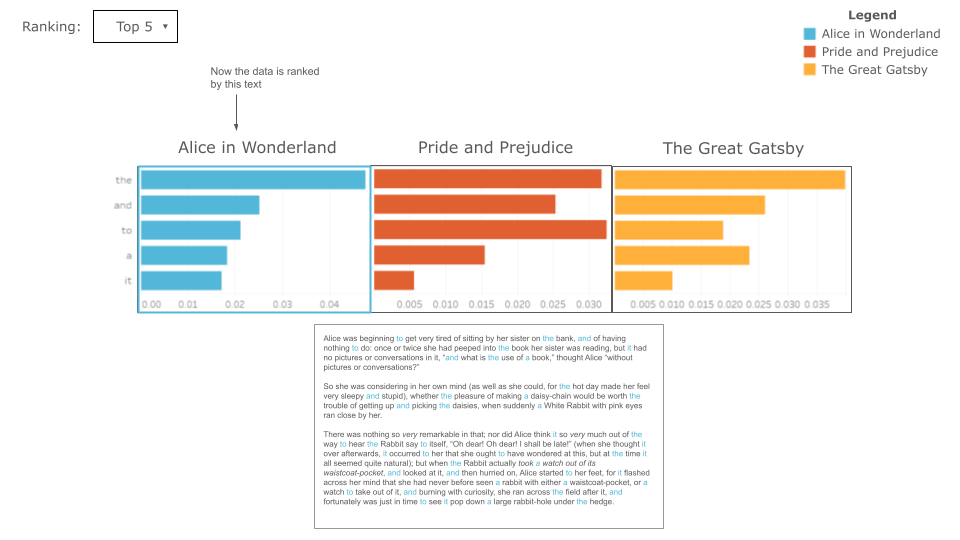 Ranking:
Top 5 ▾
Legend
Alice in Wonderland
Pride and Prejudice
The Great Gatsby
Now the data is ranked
by this text
Alice in Wonderland
Pride and Prejudice
The Great Gatsby
the
and
to
a
it
0.00 0.01 0.02 0.03 0.04
0.005 0.010 0.015 0.020 0.025 0.030
0.005 0.010 0.015 0.020 0.025 0.030 0.035
Alice was beginning to get very tired of sitting by her sister on the bank, and of having
nothing to do: once or twice she had peeped into the book her sister was reading, but it had
no pictures or conversations in it, “and what is the use of a book,” thought Alice “without
pictures or conversations?”
So she was considering in her own mind (as well as she could, for the hot day made her feel
very sleepy and stupid), whether the pleasure of making a daisy-chain would be worth the
trouble of getting up and picking the daisies, when suddenly a White Rabbit with pink eyes
ran close by her.
There was nothing so very remarkable in that; nor did Alice think it so very much out of the
way to hear the Rabbit say to itself, “Oh dear! Oh dear! I shall be late!” (when she thought it
over afterwards, it occurred to her that she ought to have wondered at this, but at the time it
all seemed quite natural); but when the Rabbit actually took a watch out of its
waistcoat-pocket, and looked at it, and then hurried on, Alice started to her feet, for it flashed
across her mind that she had never before seen a rabbit with either a waistcoat-pocket, or a
watch to take out of it, and burning with curiosity, she ran across the field after it, and
fortunately was just in time to see it pop down a large rabbit-hole under the hedge.